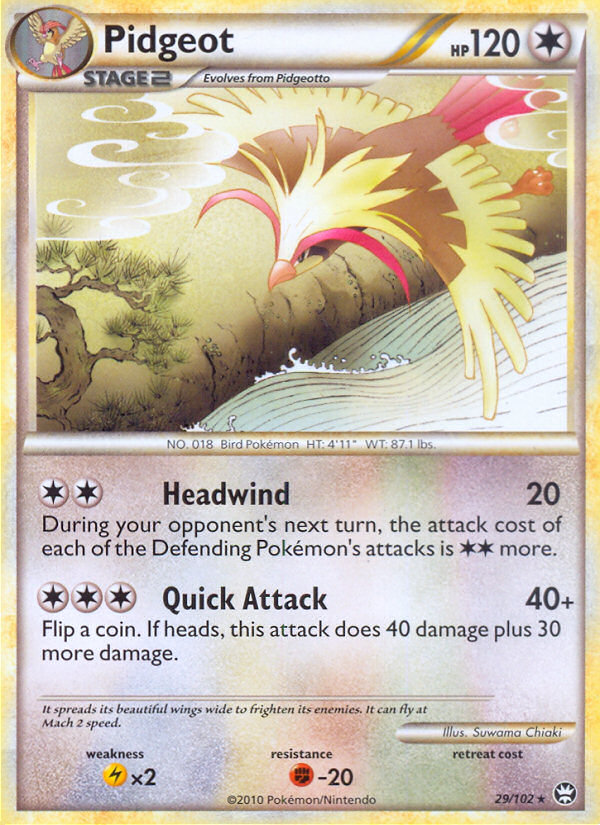 Pidgeot
HP 120
STAGE 2
Evolves from Pidgeotto
NO. 018 Bird Pokémon HT: 4'11" WT: 87.1 lbs.
Headwind 20
During your opponent's next turn, the attack cost of
each of the Defending Pokémon's attacks is ✶✶ more.
Quick Attack 40+
Flip a coin. If heads, this attack does 40 damage plus 30
more damage.
It spreads its beautiful wings wide to frighten its enemies. It can fly at
Mach 2 speed.
Illus. Suwama Chiaki
weakness resistance retreat cost
×2 -20
©2010 Pokémon/Nintendo 29/102 ★